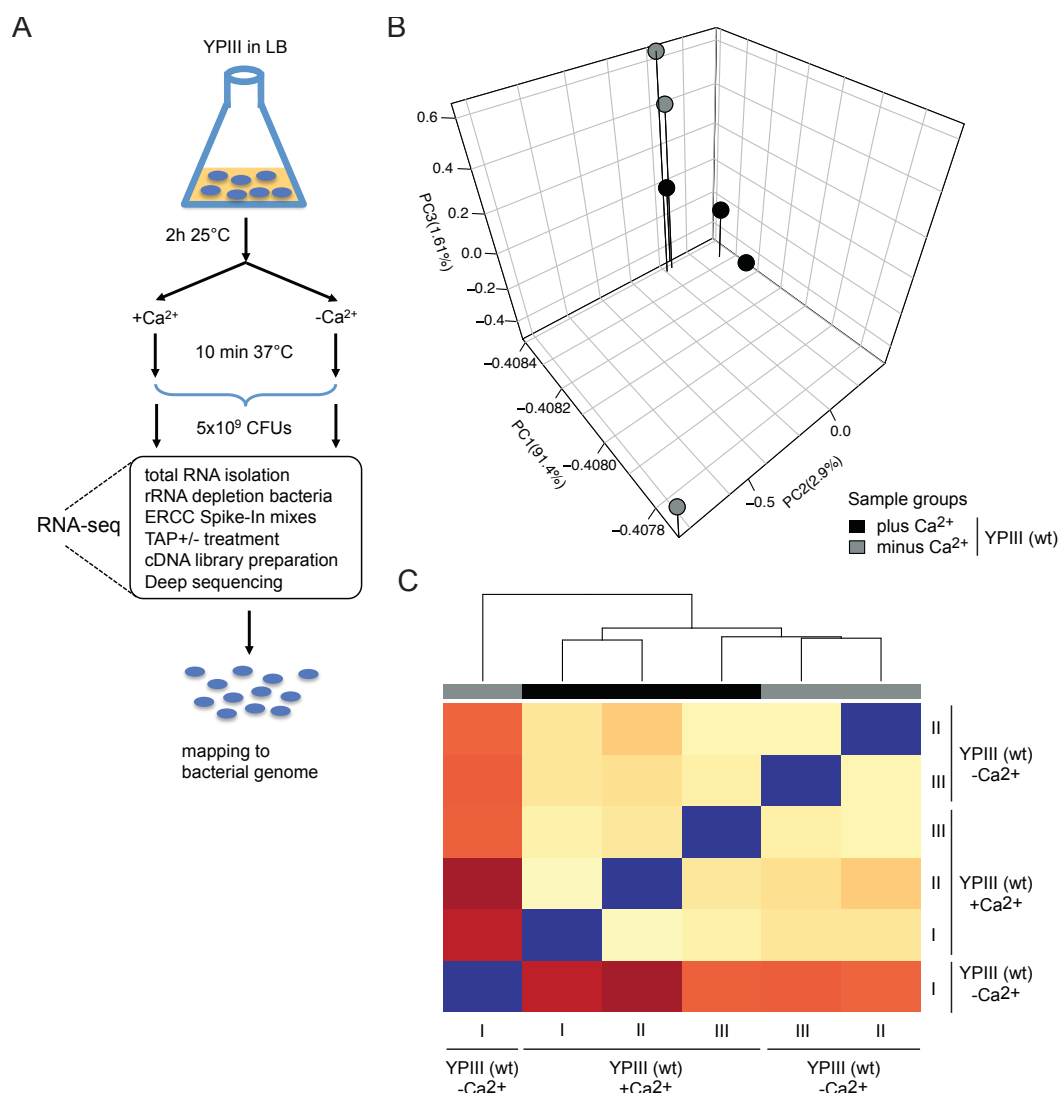 A
YPIII in LB
2h 25°C
+Ca²⁺
-Ca²⁺
10 min 37°C
5x10⁹ CFUs
RNA-seq
total RNA isolation
rRNA depletion bacteria
ERCC Spike-In mixes
TAP+/- treatment
cDNA library preparation
Deep sequencing
mapping to
bacterial genome
B
0.6
0.4
0.2
0.0
−0.2
−0.4
PC3(1.61%)
−0.4084
−0.4082
−0.4080
−0.4078
PC1(91.4%)
−0.5
0.0
PC2(2.9%)
Sample groups
plus Ca²⁺
minus Ca²⁺
YPIII (wt)
C
II
III
YPIII (wt)
-Ca2+
III
II
I
YPIII (wt)
+Ca2+
I
YPIII (wt)
-Ca2+
I I II III III II
YPIII (wt)
-Ca2+
YPIII (wt)
+Ca2+
YPIII (wt)
-Ca2+